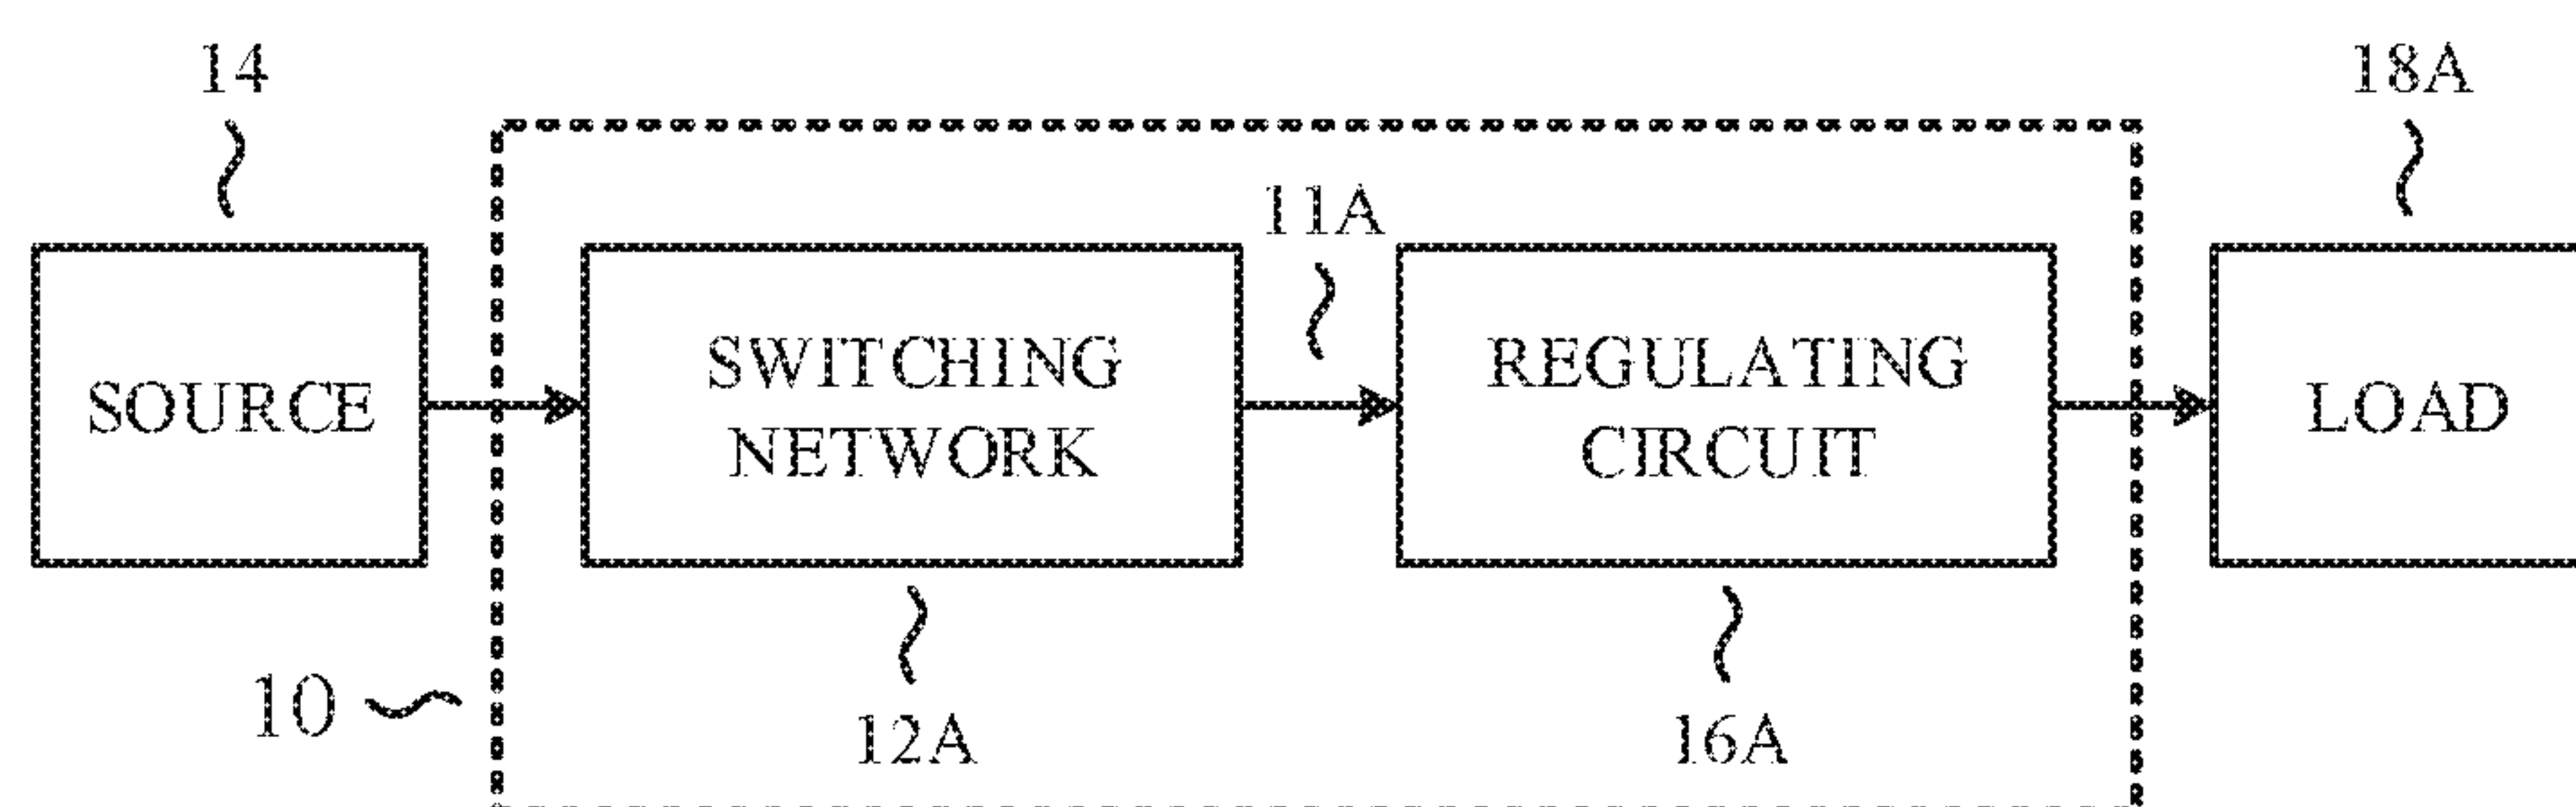 14
18A
11A
SOURCE
SWITCHING
NETWORK
REGULATING
CIRCUIT
LOAD
10
12A
16A